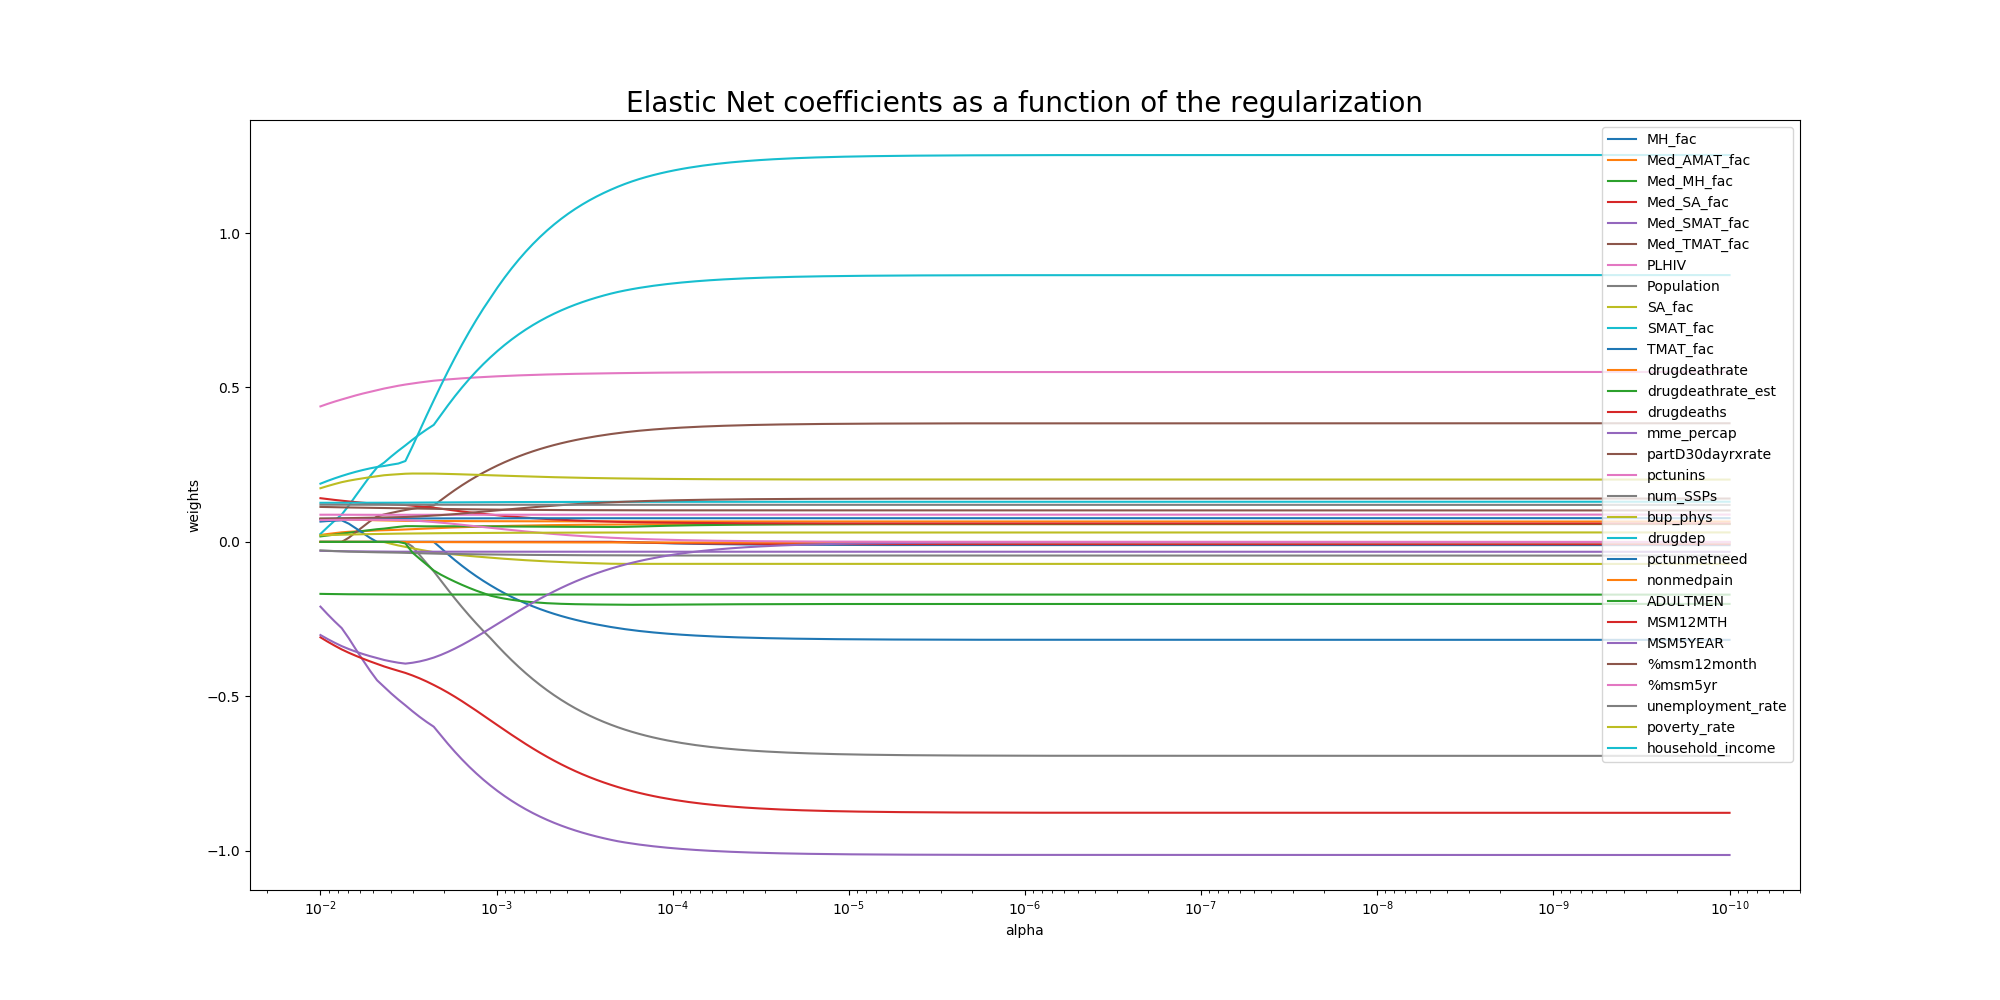 Elastic Net coefficients as a function of the regularization
MH_fac
Med_AMAT_fac
Med_MH_fac
Med_SA_fac
Med_SMAT_fac
Med_TMAT_fac
PLHIV
Population
SA_fac
SMAT_fac
TMAT_fac
drugdeathrate
drugdeathrate_est
drugdeaths
mme_percap
partD30dayrxrate
pctunins
num_SSPs
bup_phys
drugdep
pctunmetneed
nonmedpain
ADULTMEN
MSM12MTH
MSM5YEAR
%msm12month
%msm5yr
unemployment_rate
poverty_rate
household_income
weights
1.0
0.5
0.0
−0.5
−1.0
10⁻² 10⁻³ 10⁻⁴ 10⁻⁵ 10⁻⁶ 10⁻⁷ 10⁻⁸ 10⁻⁹ 10⁻¹⁰
alpha